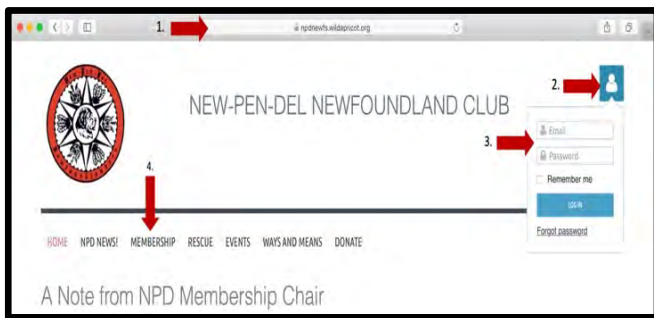 1.
npdnewfs.wildapricot.org
2.
NEW-PEN-DEL NEWFOUNDLAND CLUB
3.
Email
Password
Remember me
LOG IN
Forgot password
4.
HOME NPD NEWS! MEMBERSHIP RESCUE EVENTS WAYS AND MEANS DONATE
A Note from NPD Membership Chair